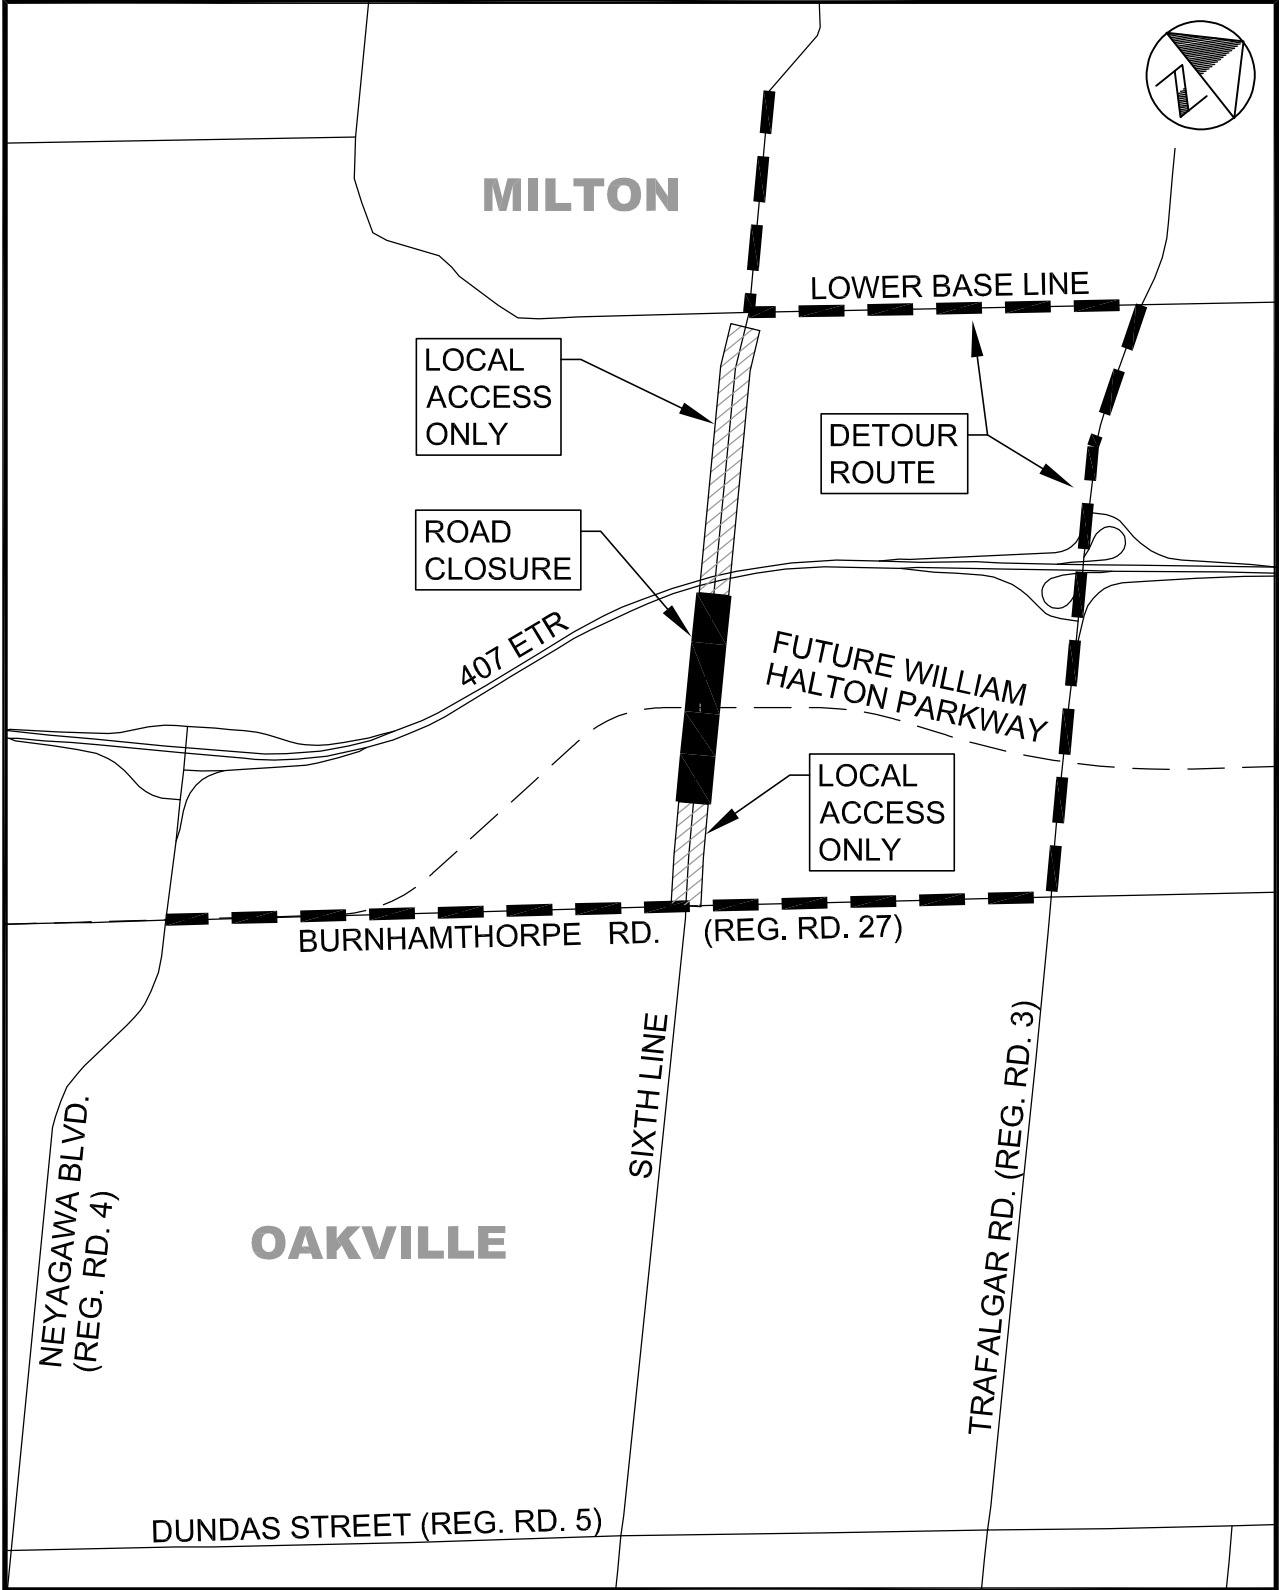 MILTON
LOWER BASE LINE
LOCAL
ACCESS
ONLY
DETOUR
ROUTE
ROAD
CLOSURE
407 ETR
FUTURE WILLIAM
HALTON PARKWAY
LOCAL
ACCESS
ONLY
BURNHAMTHORPE RD. (REG. RD. 27)
SIXTH LINE
TRAFALGAR RD. (REG. RD. 3)
NEYAGAWA BLVD.
(REG. RD. 4)
OAKVILLE
DUNDAS STREET (REG. RD. 5)
N